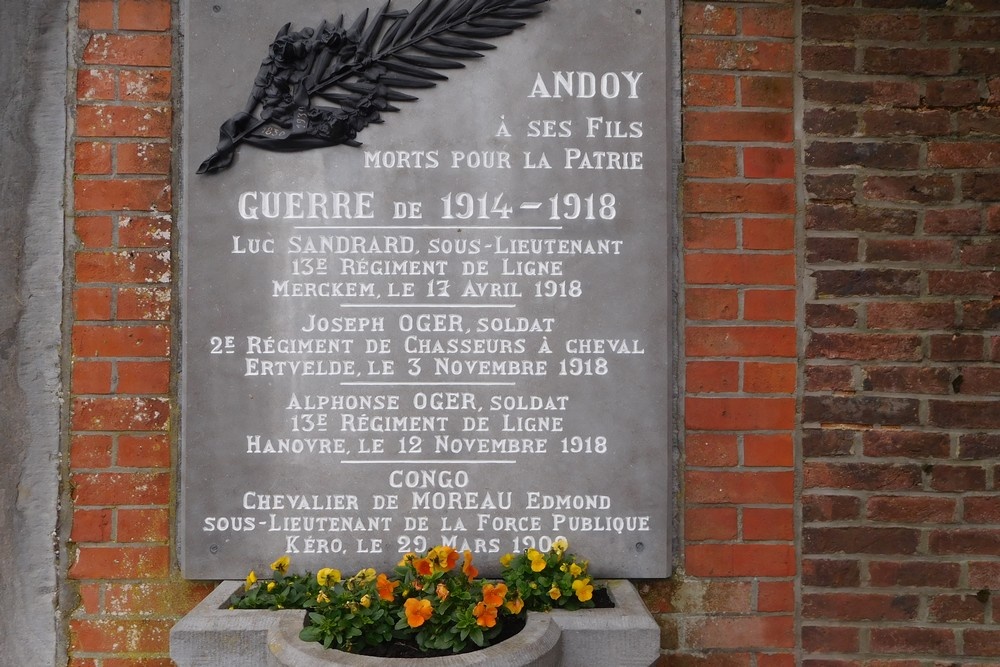 ANDOY
À SES FILS
MORTS POUR LA PATRIE
GUERRE DE 1914-1918
LUC SANDRARD, SOUS-LIEUTENANT
13E RÉGIMENT DE LIGNE
MERCKEM, LE 17 AVRIL 1918
JOSEPH OGER, SOLDAT
2E RÉGIMENT DE CHASSEURS À CHEVAL
ERTVELDE, LE 3 NOVEMBRE 1918
ALPHONSE OGER, SOLDAT
13E RÉGIMENT DE LIGNE
HANOVRE, LE 12 NOVEMBRE 1918
CONGO
CHEVALIER DE MOREAU EDMOND
SOUS-LIEUTENANT DE LA FORCE PUBLIQUE
KÉRO, LE 29 MARS 1900